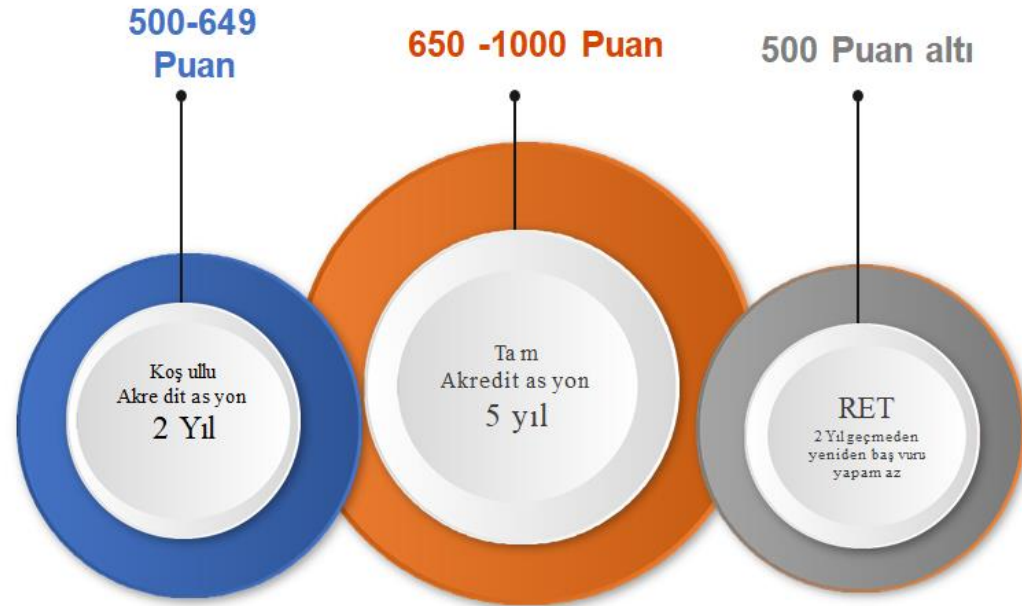 500-649
Puan
650 -1000 Puan
500 Puan altı
Koş ullu
Akre dit as yon
2 Yıl
Ta m
Akredit as yon
5 yıl
RET
2 Yıl geçmeden
yeniden baş vuru
yapam az